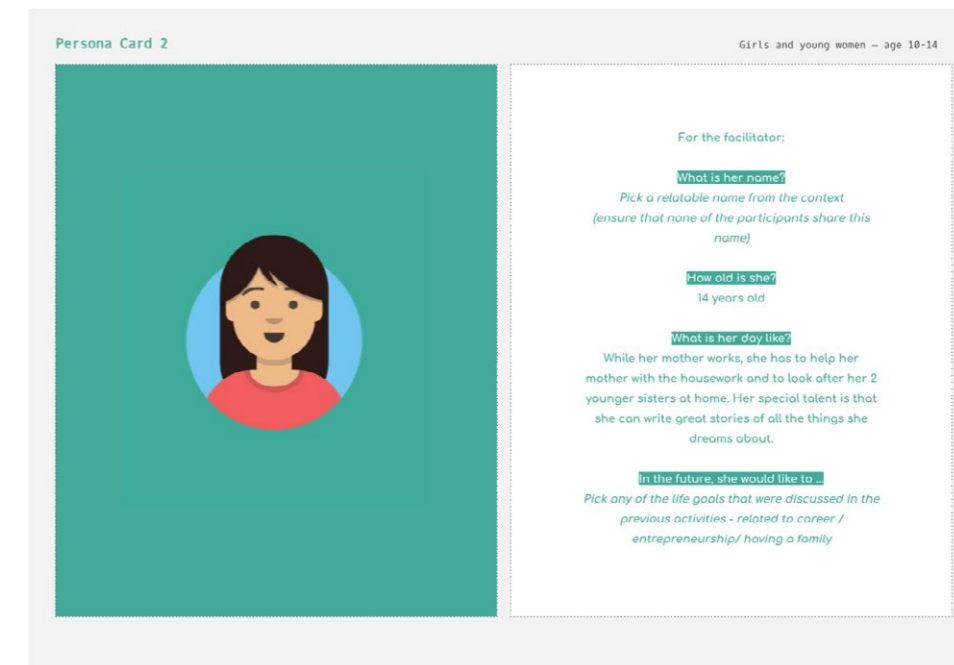 Persona Card 2
Girls and young women – age 10-14
For the facilitator:
What is her name?
Pick a relatable name from the context
(ensure that none of the participants share this
name)
How old is she?
14 years old
What is her day like?
While her mother works, she has to help her
mother with the housework and to look after her 2
younger sisters at home. Her special talent is that
she can write great stories of all the things she
dreams about.
In the future, she would like to ...
Pick any of the life goals that were discussed in the
previous activities - related to career /
entrepreneurship/ having a family